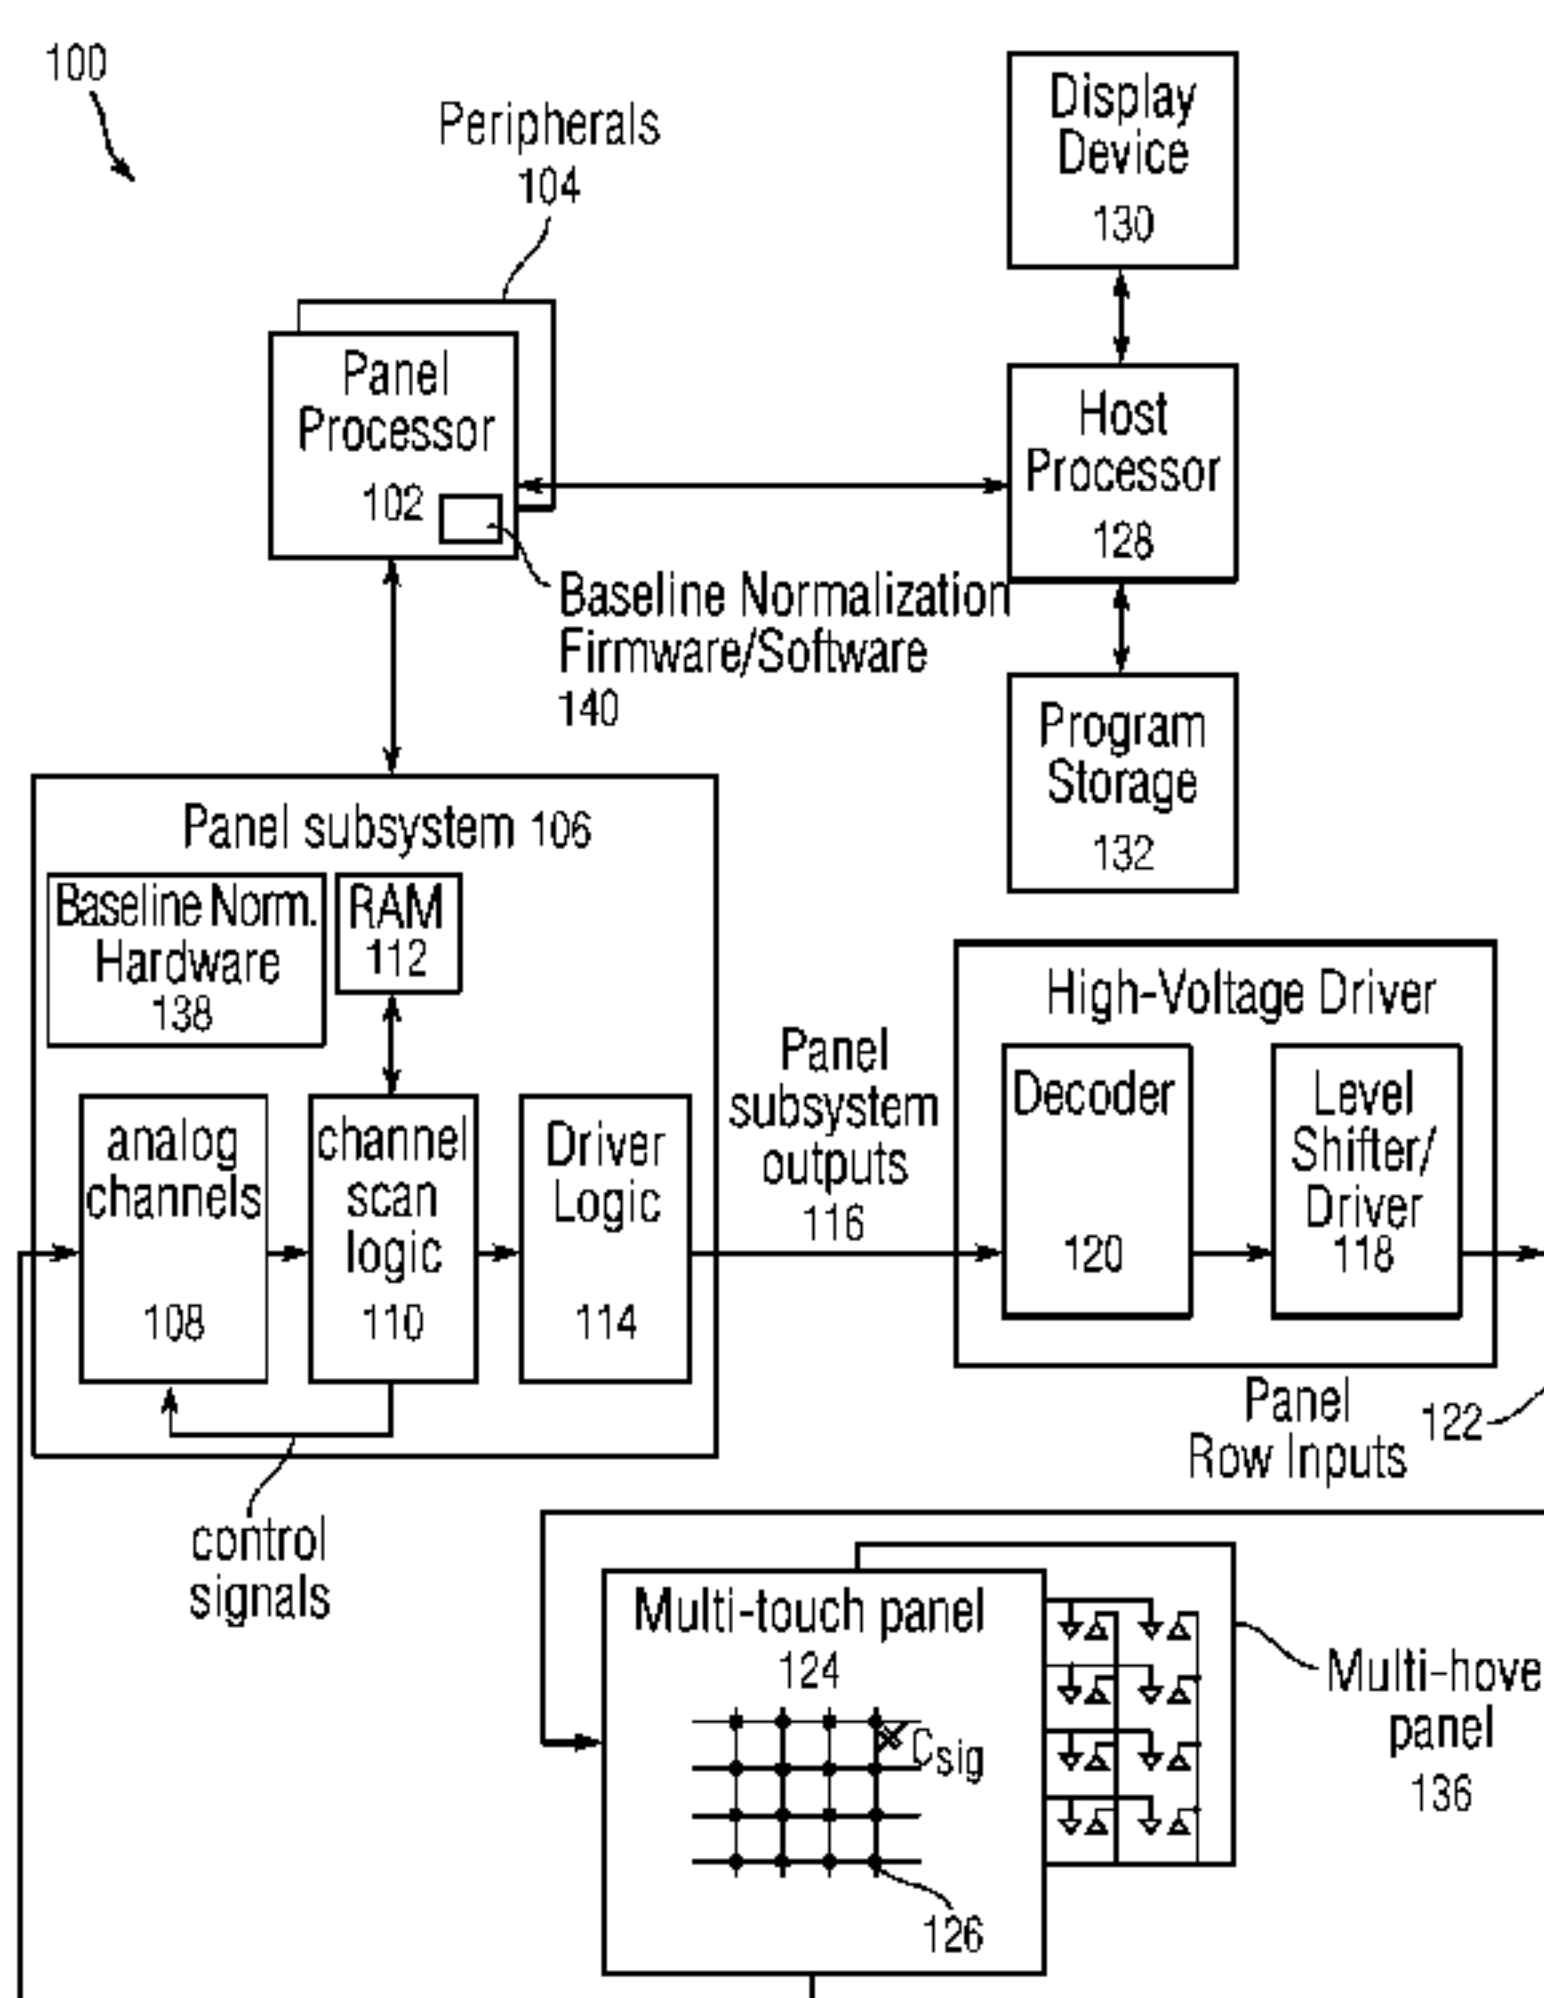 100
Peripherals
104
Display
Device
130
Panel
Processor
102
Host
Processor
128
Baseline Normalization
Firmware/Software
140
Program
Storage
132
Panel subsystem 106
Baseline Norm.
Hardware
138
RAM
112
analog
channels
108
channel
scan
logic
110
Driver
Logic
114
Panel
subsystem
outputs
116
High-Voltage Driver
Decoder
120
Level
Shifter/
Driver
118
Panel
Row Inputs
122
control
signals
Multi-touch panel
124
Csig
126
Multi-hove
panel
136